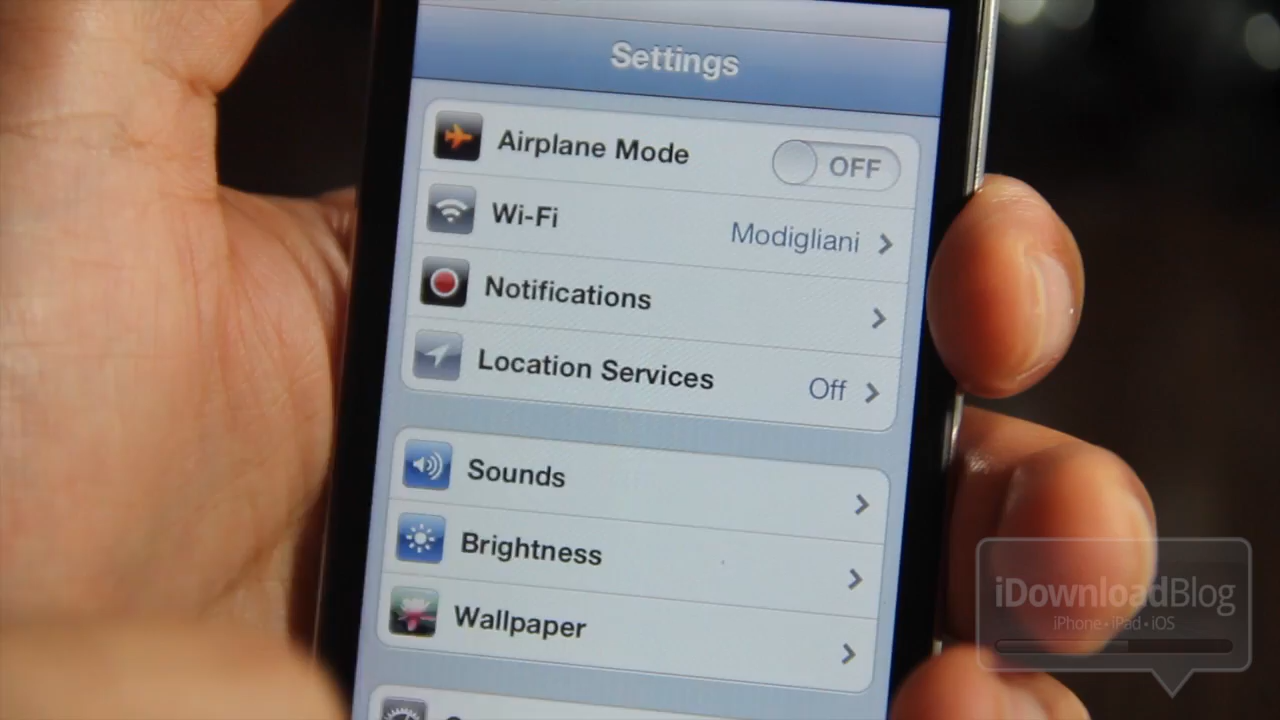 Settings
Airplane Mode OFF
Wi-Fi Modigliani
Notifications
Location Services Off
Sounds
Brightness
Wallpaper
iDownloadBlog
iPhone • iPad • iOS